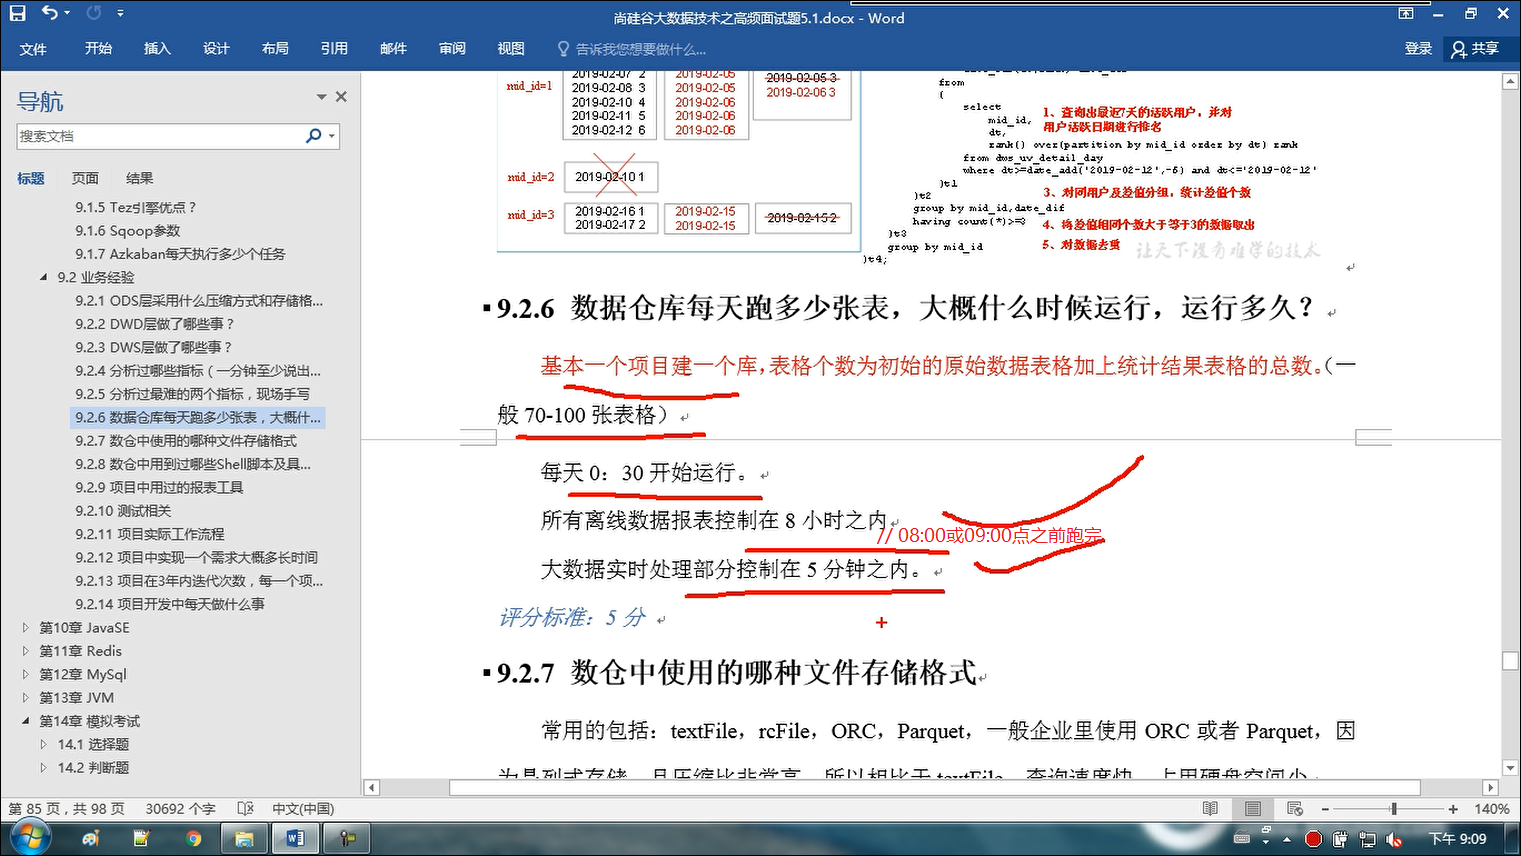 尚硅谷大数据技术之高频面试题5.1.docx - Word
文件 开始 插入 设计 布局 引用 邮件 审阅 视图 告诉我您想要做什么... 登录 共享
导航
搜索文档
标题 页面 结果
9.1.5 Tez引擎优点？
9.1.6 Sqoop参数
9.1.7 Azkaban每天执行多少个任务
9.2 业务经验
9.2.1 ODS层采用什么压缩方式和存储格...
9.2.2 DWD层做了哪些事？
9.2.3 DWS层做了哪些事？
9.2.4 分析过哪些指标（一分钟至少说出...
9.2.5 分析过最难的两个指标，现场手写
9.2.6 数据仓库每天跑多少张表，大概什...
9.2.7 数仓中使用的哪种文件存储格式
9.2.8 数仓中用到过哪些Shell脚本及具...
9.2.9 项目中用过的报表工具
9.2.10 测试相关
9.2.11 项目实际工作流程
9.2.12 项目中实现一个需求大概多长时间
9.2.13 项目在3年内迭代次数，每一个项...
9.2.14 项目开发中每天做什么事
第10章 JavaSE
第11章 Redis
第12章 MySql
第13章 JVM
第14章 模拟考试
14.1 选择题
14.2 判断题
mid_id=1
2019-02-07 2
2019-02-08 3
2019-02-10 4
2019-02-11 5
2019-02-12 6
2019-02-05
2019-02-05
2019-02-06
2019-02-06
2019-02-06
2019-02-05 3
2019-02-06 3
mid_id=2
2019-02-10 1
mid_id=3
2019-02-16 1
2019-02-17 2
2019-02-15
2019-02-15
2019-02-15 2
from
(
select
mid_id,
dt,
rank() over(partition by mid_id order by dt) rank
from dws_uv_detail_day
where dt>=date_add('2019-02-12',-6) and dt<='2019-02-12'
)t1
)t2
group by mid_id,date_dif
having count(*)>=3
)t3
group by mid_id
)t4;
1、查询出最近7天的活跃用户，并对
用户活跃日期进行排名
3、对同用户及差值分组，统计差值个数
4、将差值相同个数大于等于3的数据取出
5、对数据去重
让天下没有难学的技术
9.2.6 数据仓库每天跑多少张表，大概什么时候运行，运行多久？
基本一个项目建一个库，表格个数为初始的原始数据表格加上统计结果表格的总数。（一
般 70-100 张表格）
每天 0：30 开始运行。
所有离线数据报表控制在 8 小时之内
// 08:00或09:00点之前跑完
大数据实时处理部分控制在 5 分钟之内。
评分标准：5 分
9.2.7 数仓中使用的哪种文件存储格式
常用的包括：textFile，rcFile，ORC，Parquet，一般企业里使用 ORC 或者 Parquet，因
为是列式存储，且压缩比非常高，所以相比于 textFile，查询速度快，占用硬盘空间少。
第 85 页，共 98 页 30692 个字 中文(中国) 140%
下午 9:09